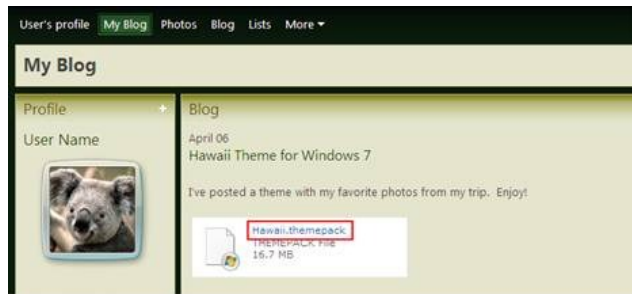 User's profile My Blog Photos Blog Lists More
My Blog
Profile
User Name
Blog
April 06
Hawaii Theme for Windows 7
I've posted a theme with my favorite photos from my trip. Enjoy!
Hawaii.themepack
THEMEPACK File
16.7 MB